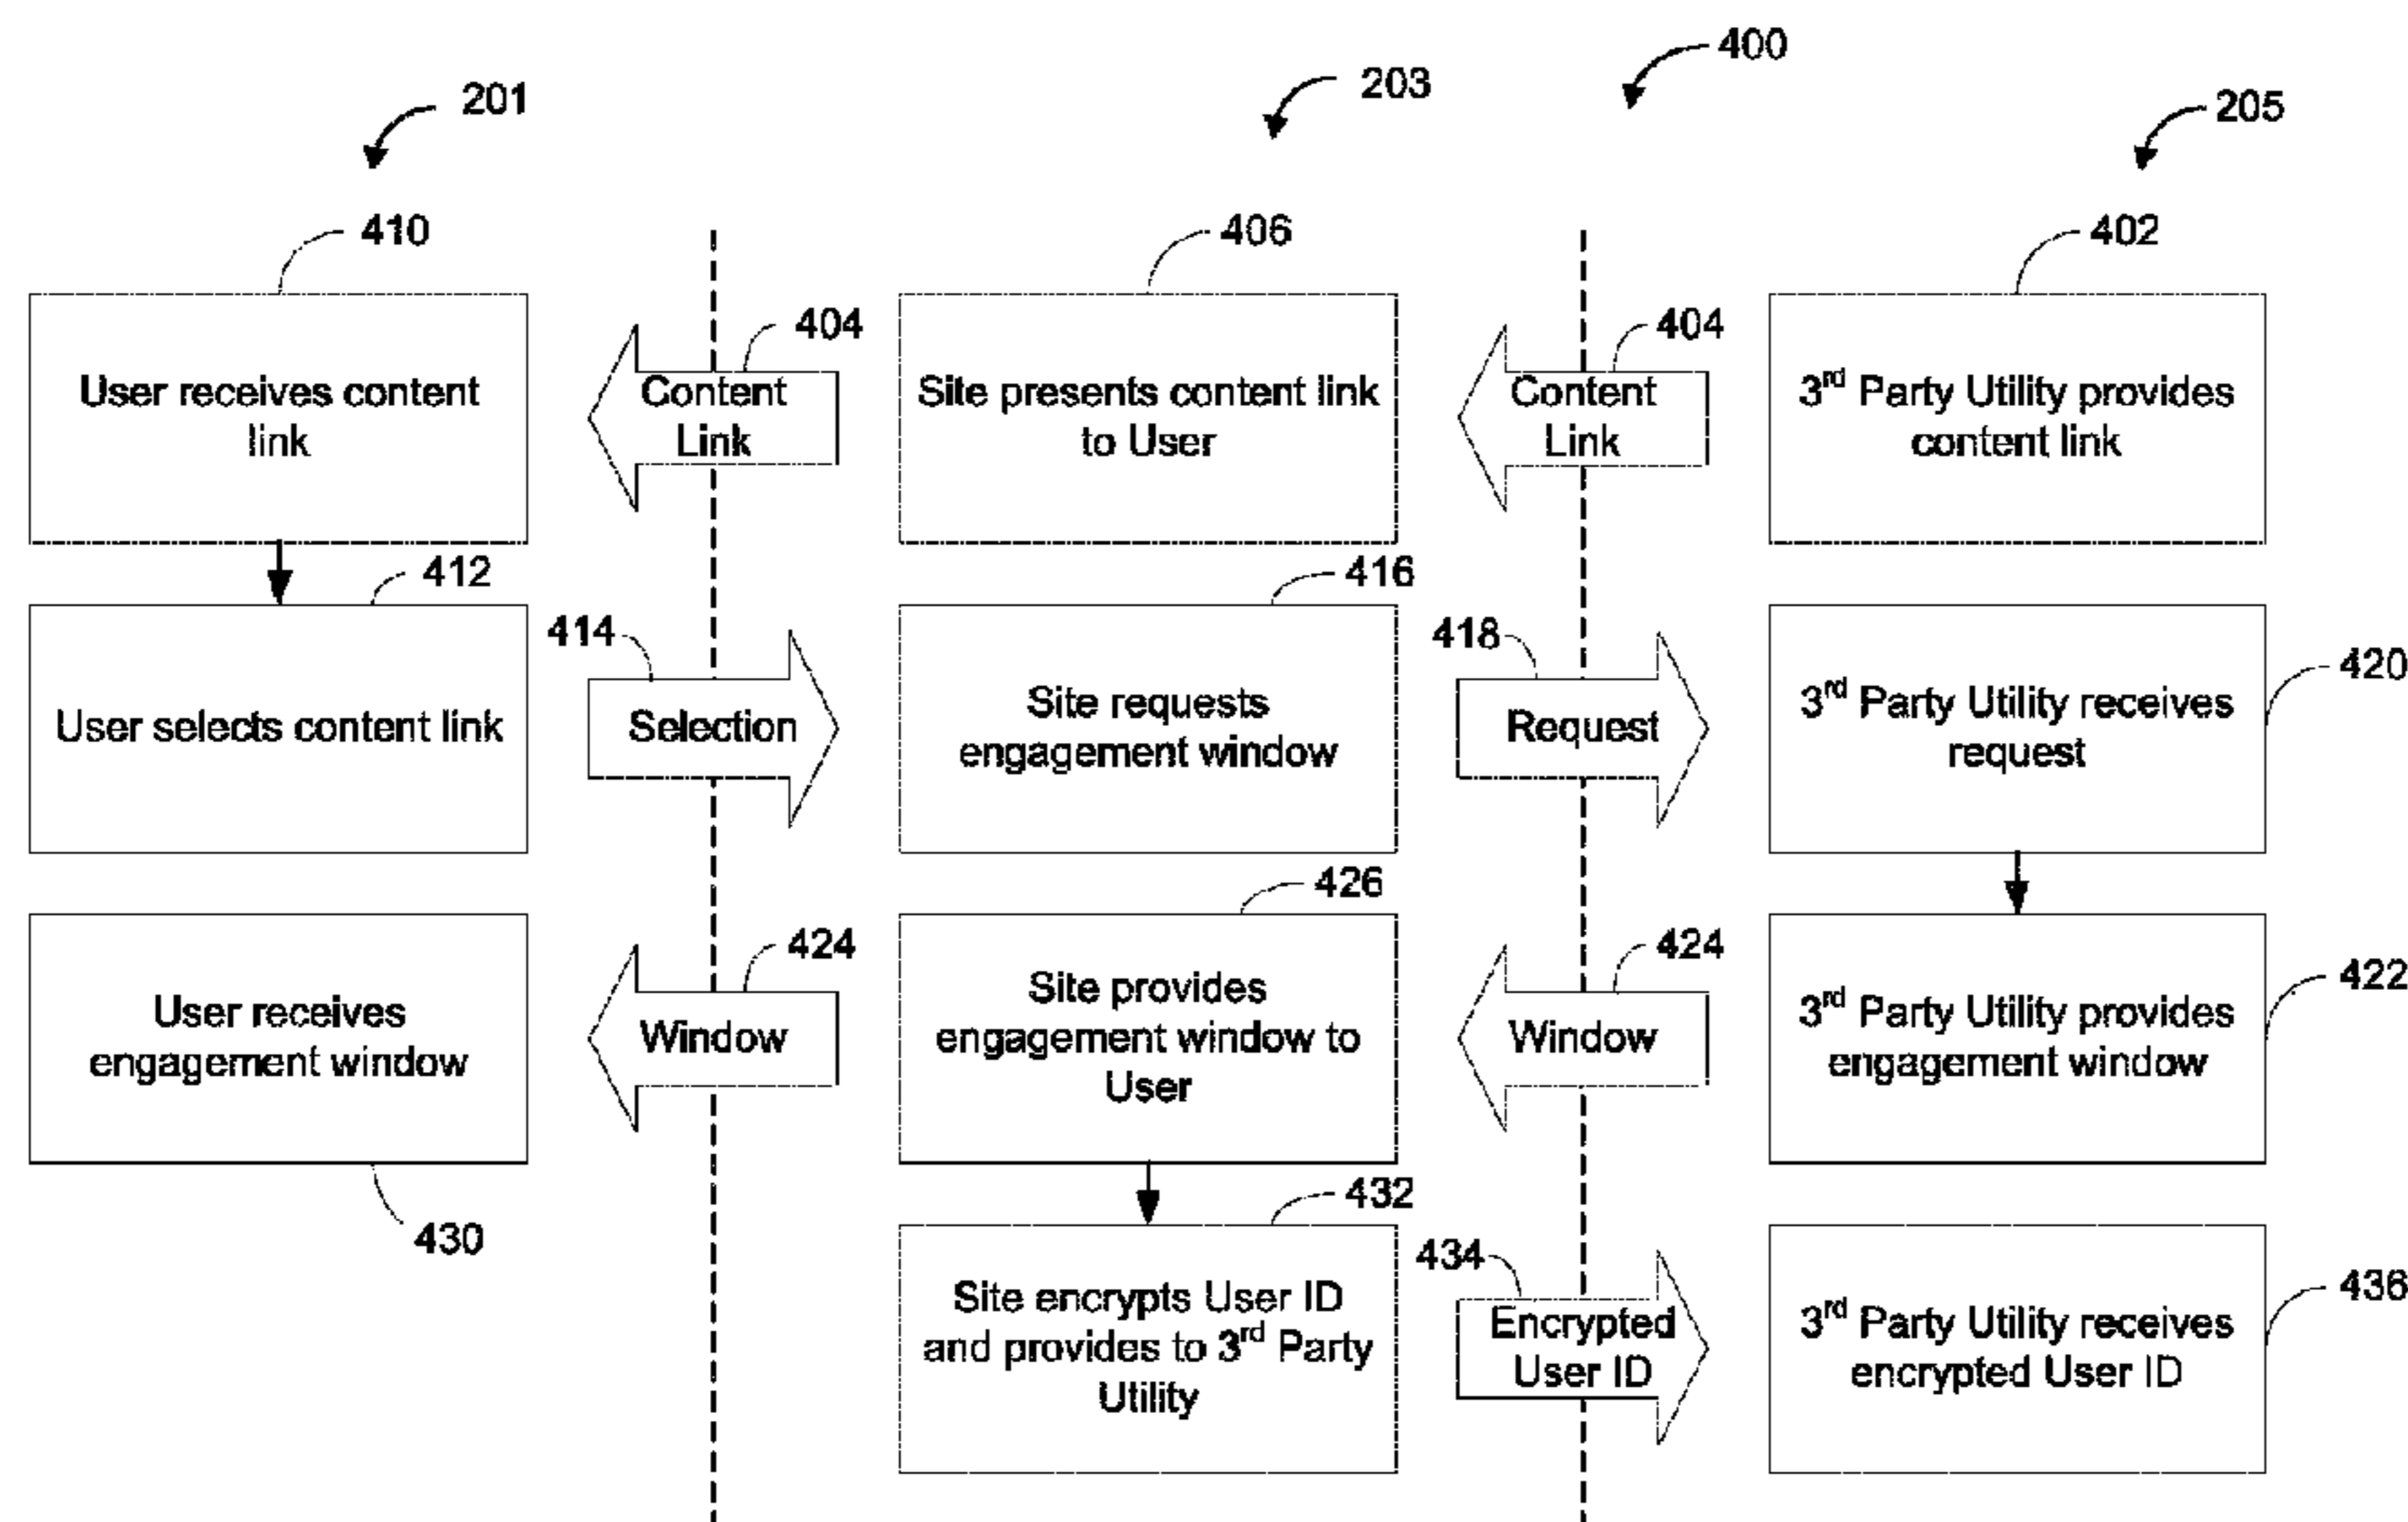 400
201
203
205
410
406
402
404
404
User receives content
link
Content
Link
Site presents content link
to User
Content
Link
3rd Party Utility provides
content link
412
416
414
418
420
User selects content link
Selection
Site requests
engagement window
Request
3rd Party Utility receives
request
426
424
424
422
User receives
engagement window
Window
Site provides
engagement window to
User
Window
3rd Party Utility provides
engagement window
430
432
434
436
Site encrypts User ID
and provides to 3rd Party
Utility
Encrypted
User ID
3rd Party Utility receives
encrypted User ID